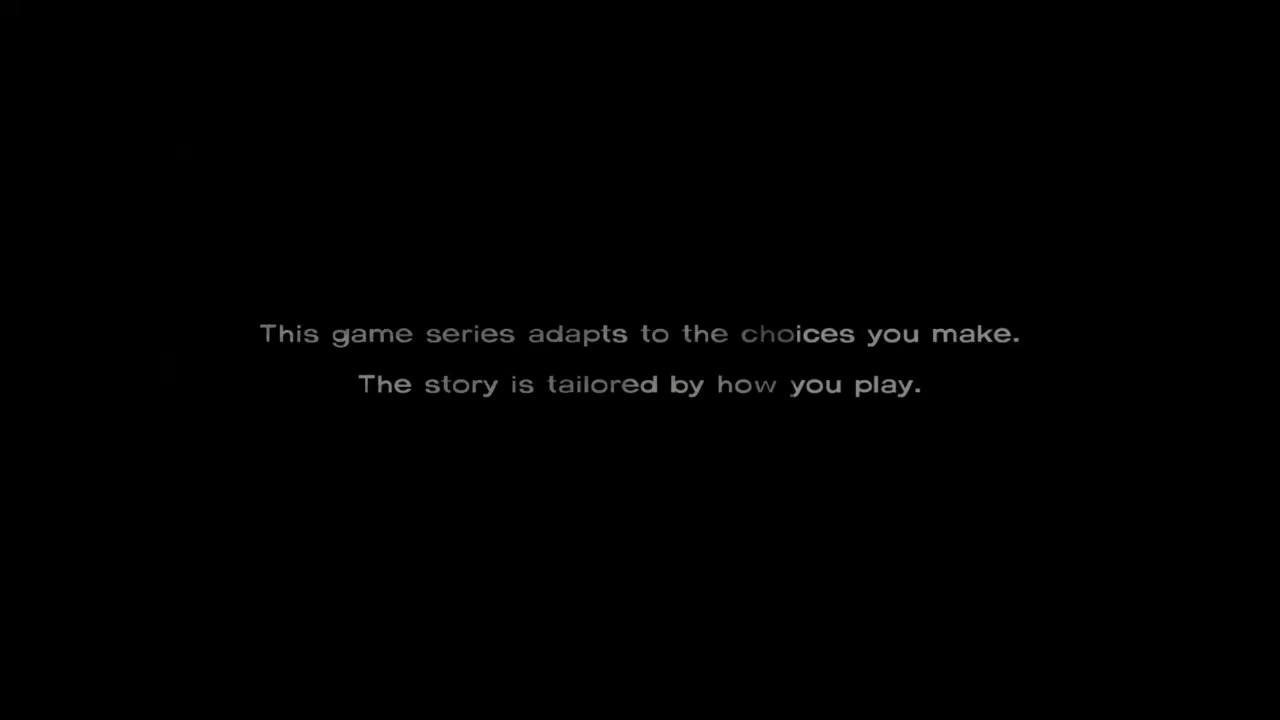 This game series adapts to the choices you make.
The story is tailored by how you play.